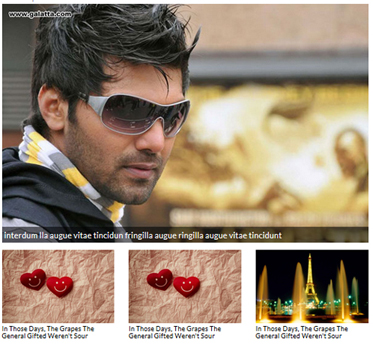 www.galatta.com
interdum lla augue vitae tincidun fringilla augue ringilla augue vitae tincidunt
In Those Days, The Grapes The
General Gifted Weren't Sour
In Those Days, The Grapes The
General Gifted Weren't Sour
In Those Days, The Grapes The
General Gifted Weren't Sour